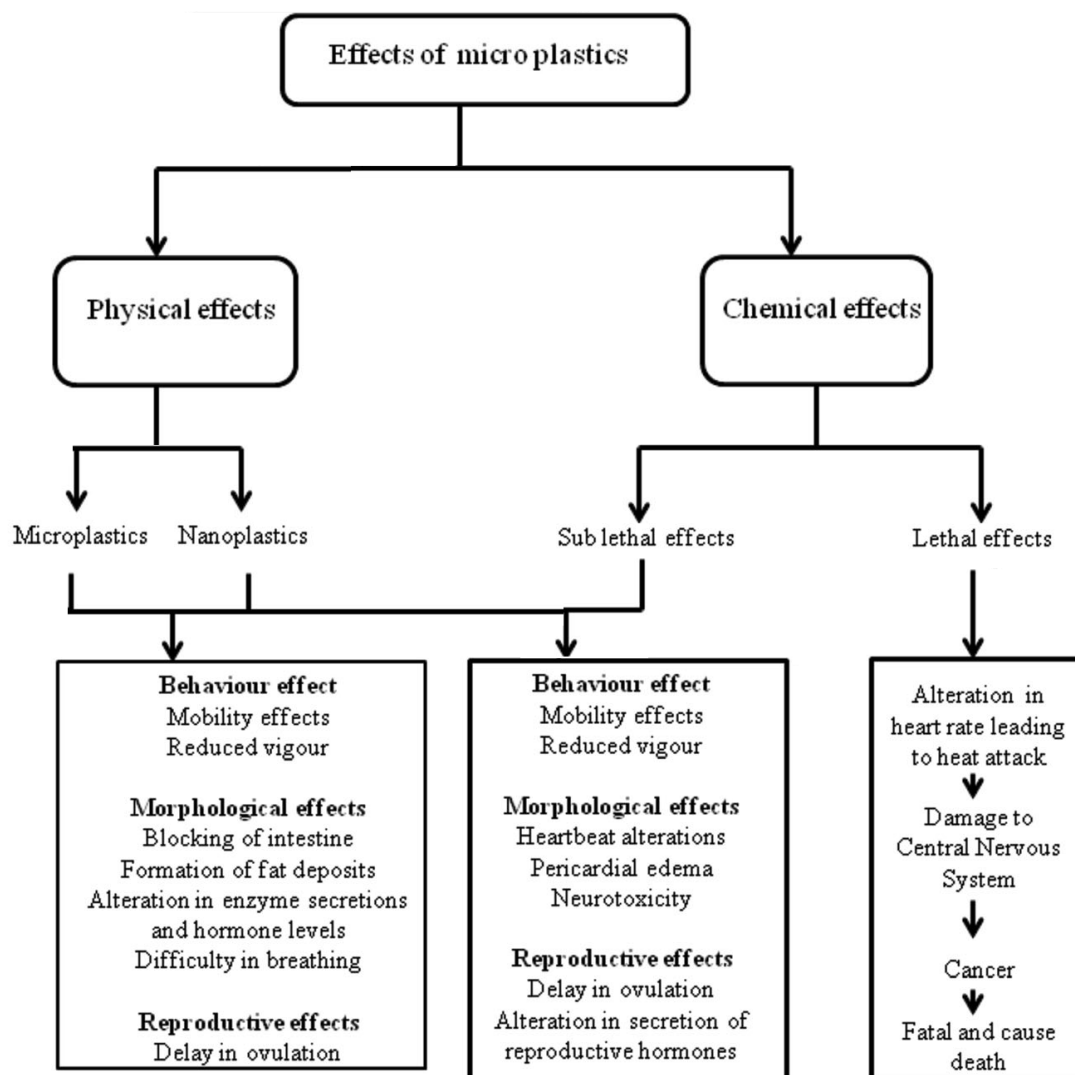 Effects of micro plastics
Physical effects
Chemical effects
Microplastics
Nanoplastics
Sub lethal effects
Lethal effects
Behaviour effect
Mobility effects
Reduced vigour
Morphological effects
Blocking of intestine
Formation of fat deposits
Alteration in enzyme secretions
and hormone levels
Difficulty in breathing
Reproductive effects
Delay in ovulation
Behaviour effect
Mobility effects
Reduced vigour
Morphological effects
Heartbeat alterations
Pericardial edema
Neurotoxicity
Reproductive effects
Delay in ovulation
Alteration in secretion of
reproductive hormones
Alteration in
heart rate leading
to heat attack
Damage to
Central Nervous
System
Cancer
Fatal and cause
death